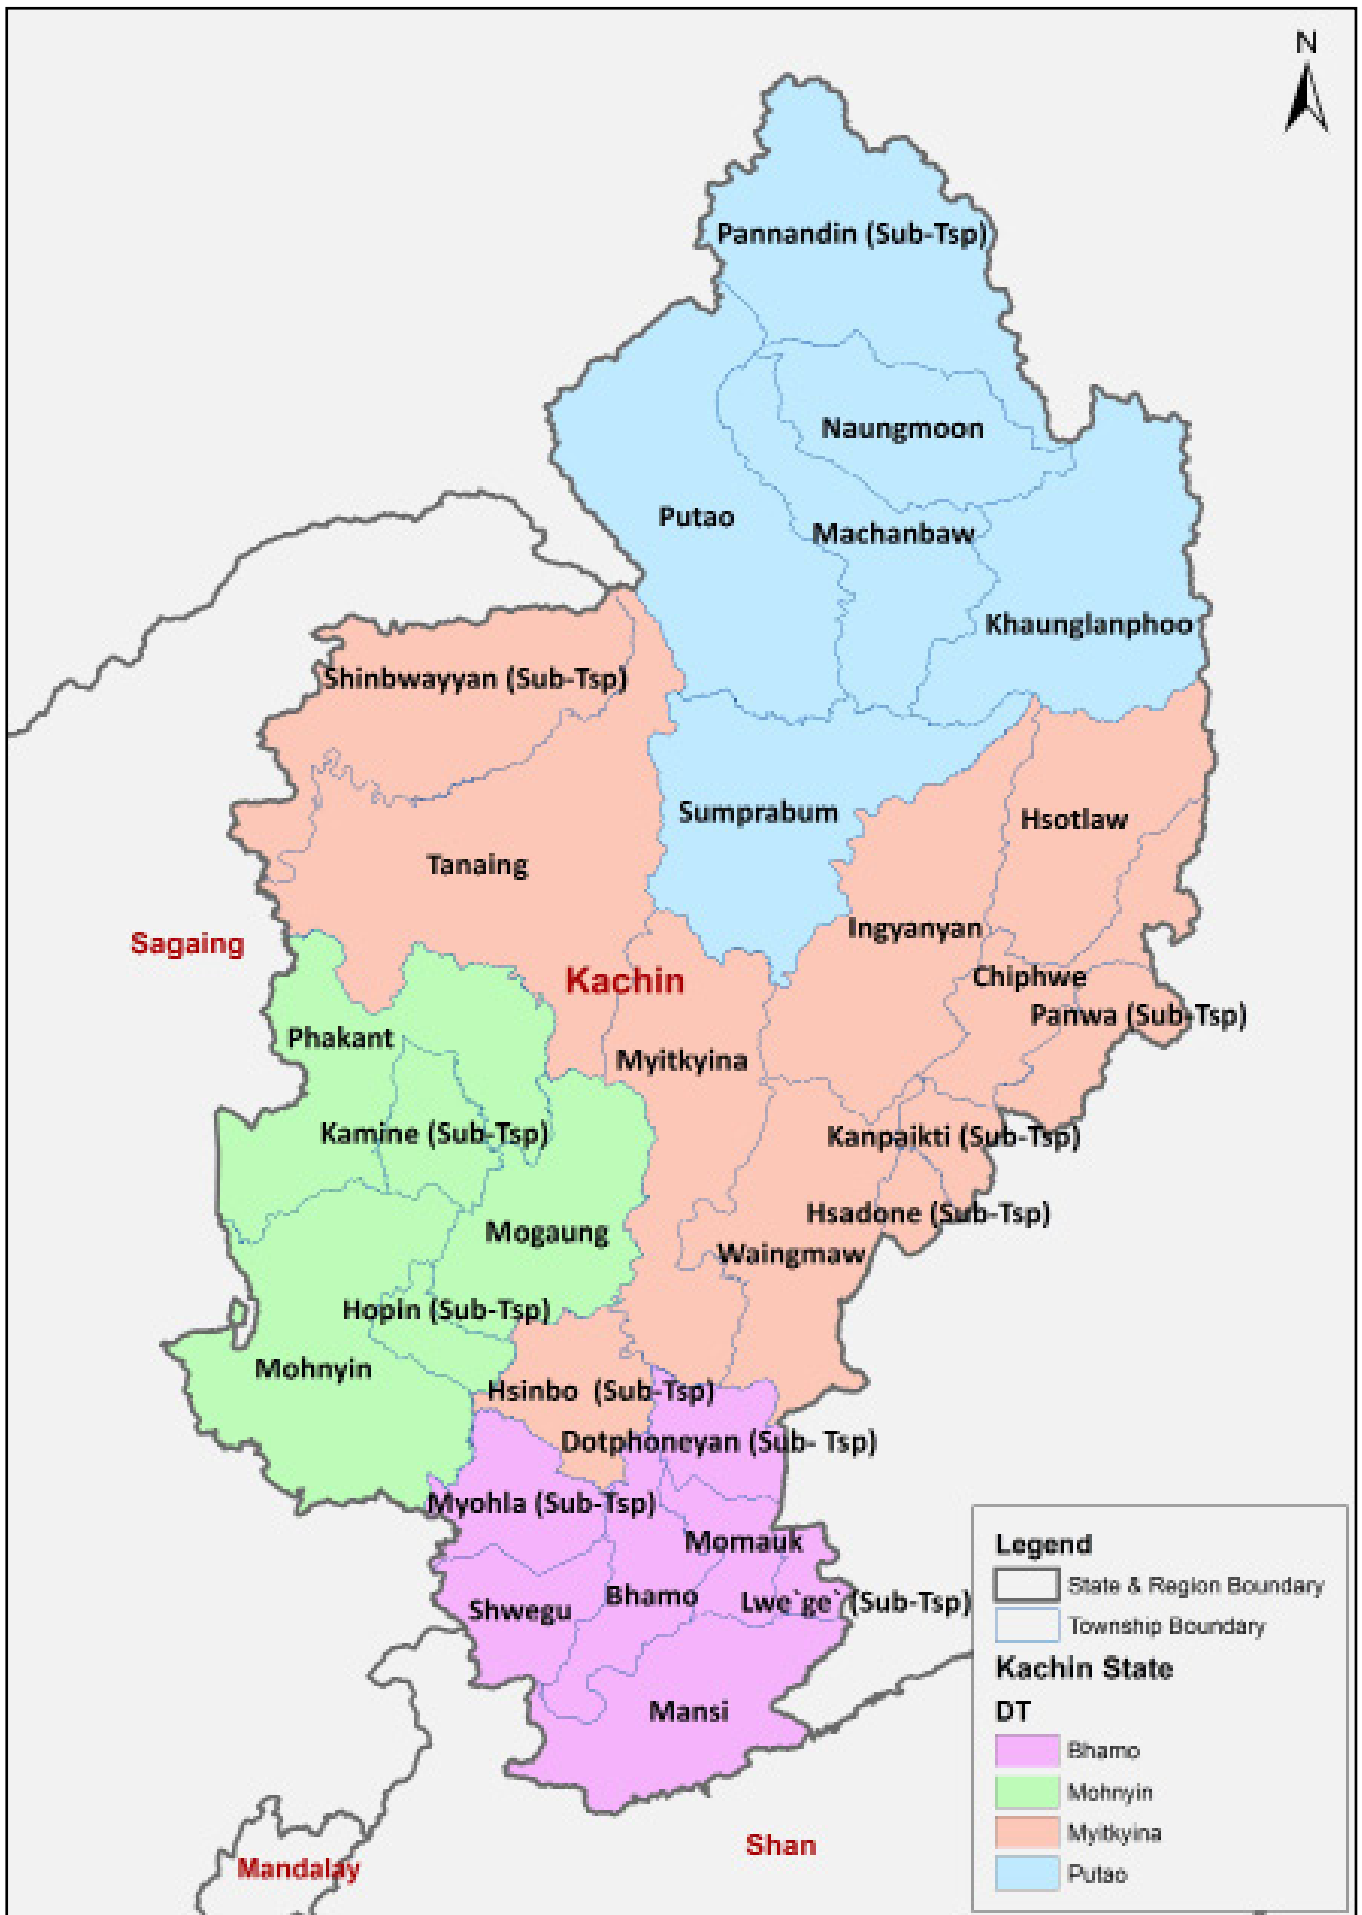 N
Pannandin (Sub-Tsp)
Naungmoon
Putao
Machanbaw
Khaunglanphoo
Shinbwayyan (Sub-Tsp)
Sumprabum
Hsotlaw
Tanaing
Ingyanyan
Sagaing
Kachin
Chiphwe
Panwa (Sub-Tsp)
Phakant
Myitkyina
Kamine (Sub-Tsp)
Kanpaikti (Sub-Tsp)
Hsadone (Sub-Tsp)
Mogaung
Waingmaw
Hopin (Sub-Tsp)
Mohnyin
Hsinbo (Sub-Tsp)
Dotphoneyan (Sub- Tsp)
Myohla (Sub-Tsp)
Momauk
Bhamo
Lwe`ge` (Sub-Tsp)
Shwegu
Mansi
Shan
Mandalay
Legend
State & Region Boundary
Township Boundary
Kachin State
DT
Bhamo
Mohnyin
Myitkyina
Putao